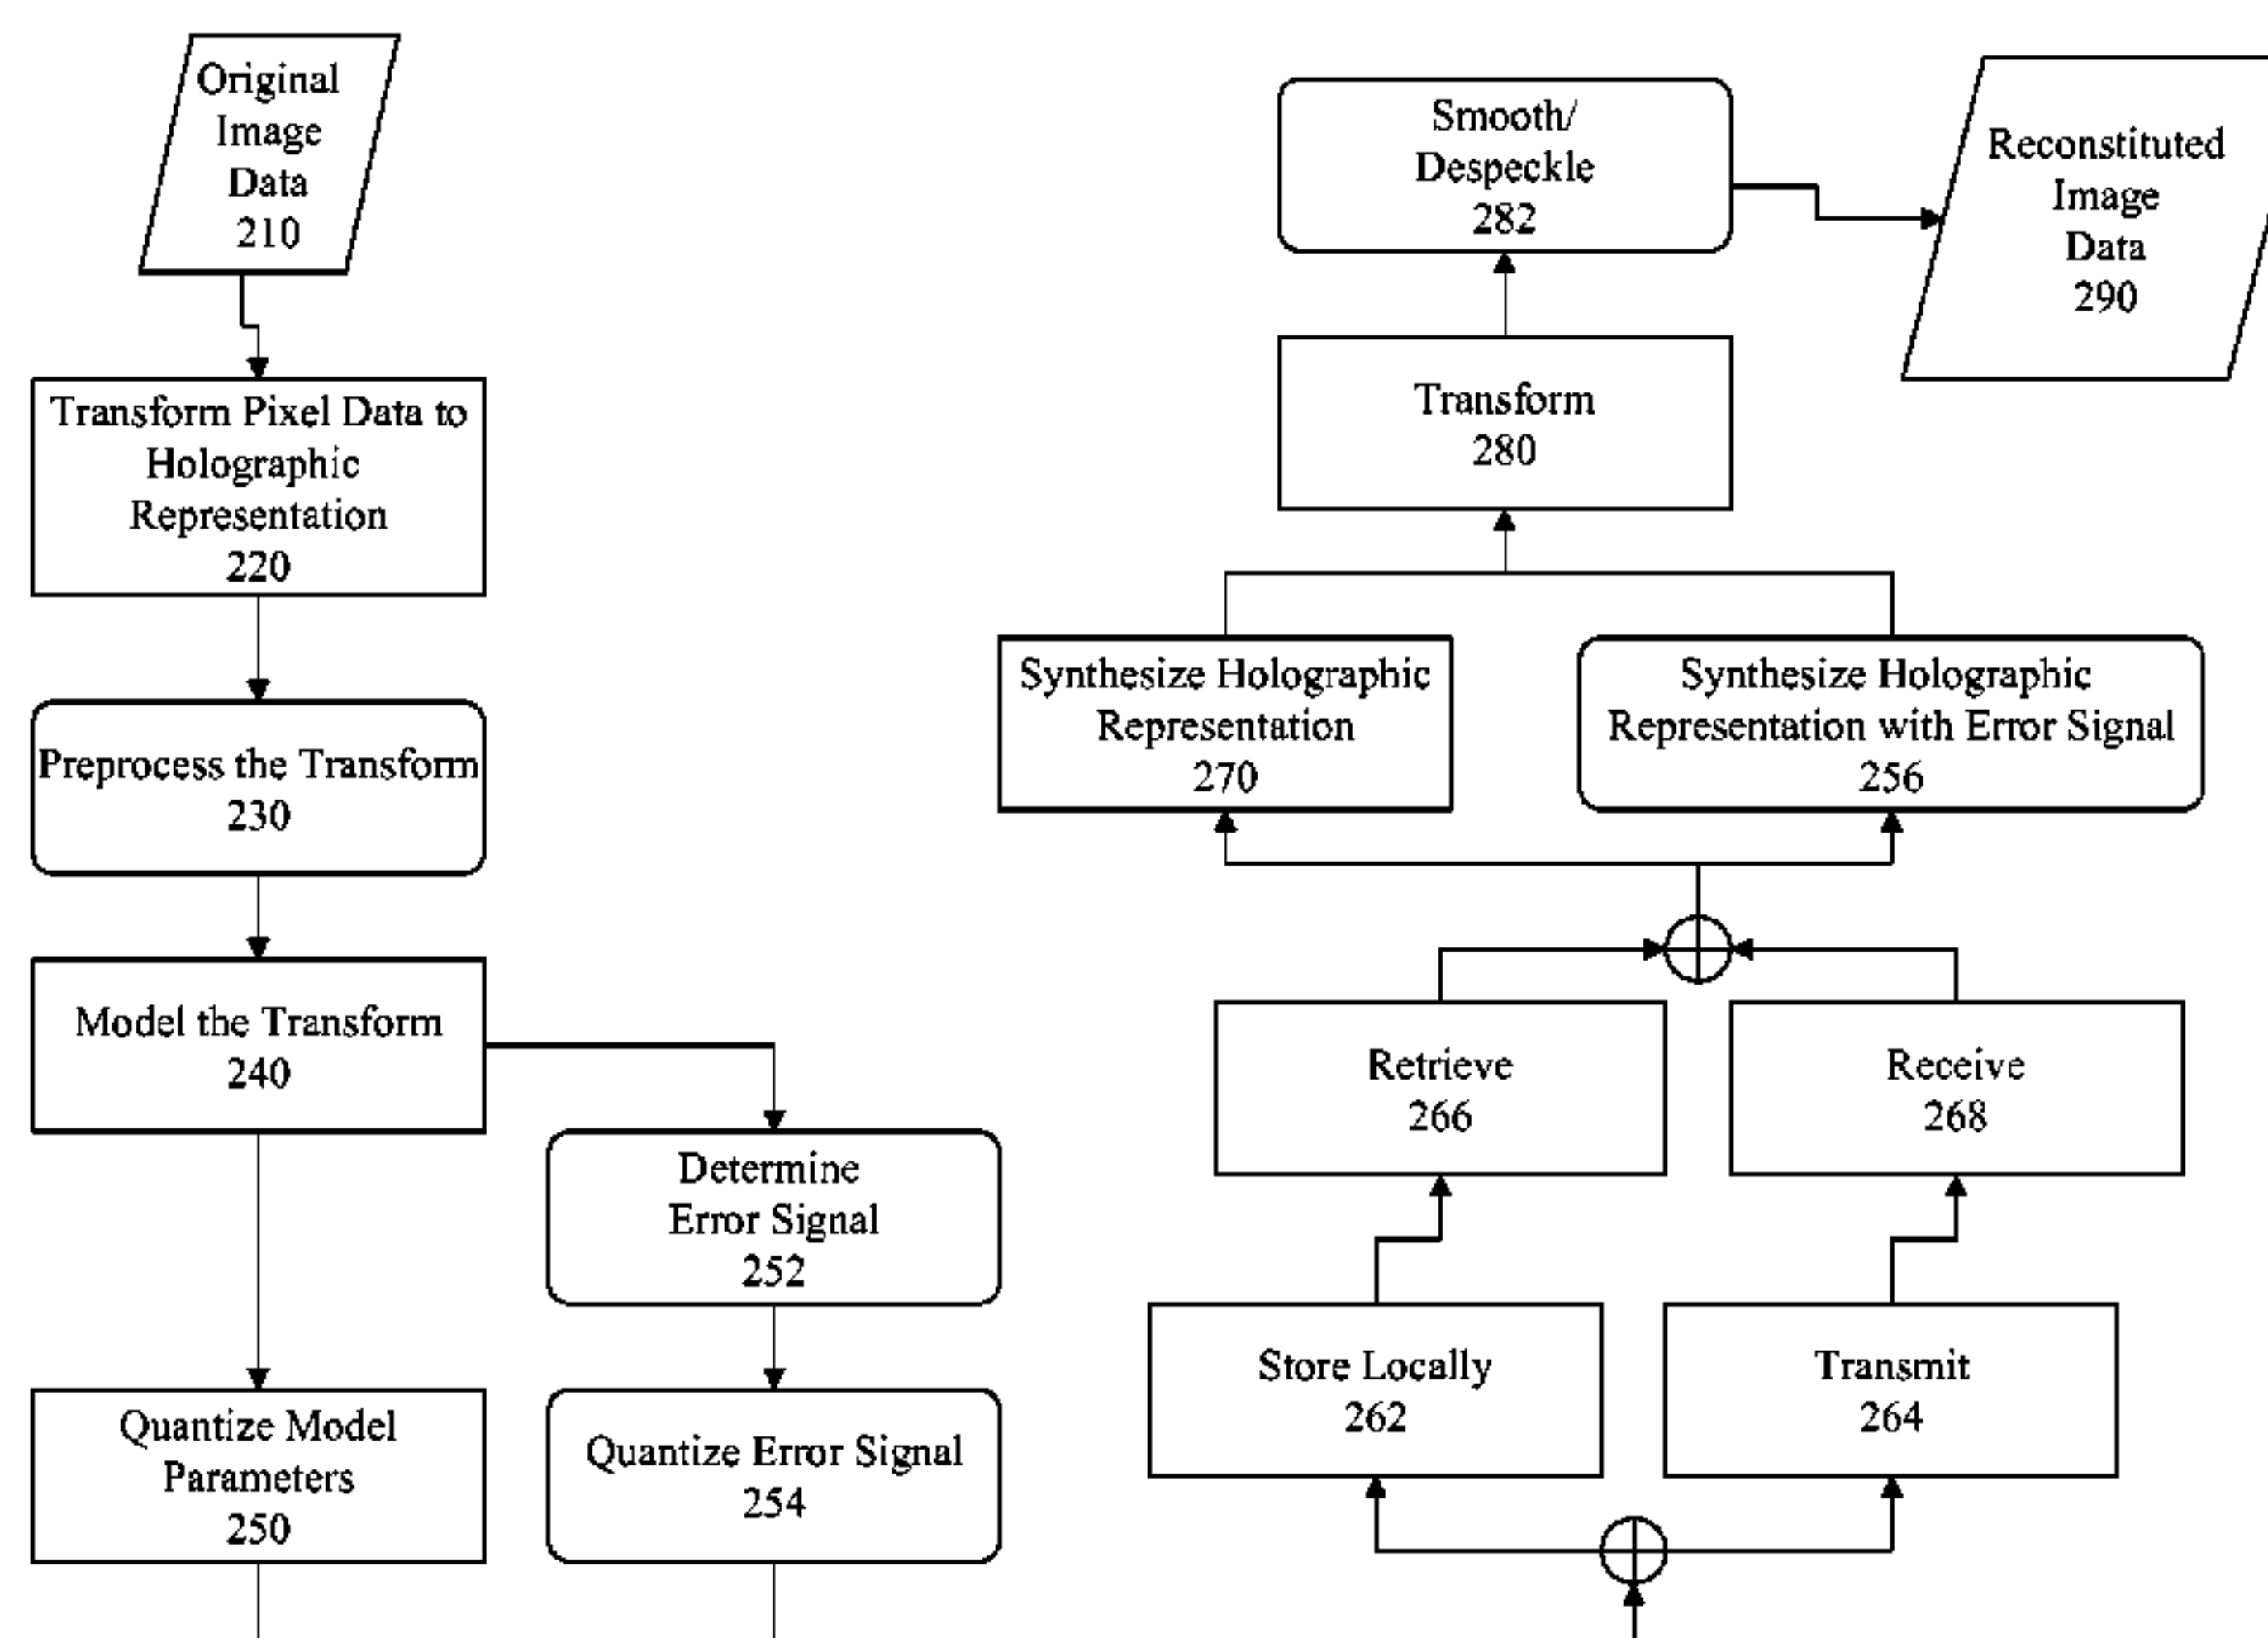 Original
Image
Data
210
Transform Pixel Data to
Holographic
Representation
220
Preprocess the Transform
230
Model the Transform
240
Determine
Error Signal
252
Quantize Model
Parameters
250
Quantize Error Signal
254
Smooth/
Despeckle
282
Reconstituted
Image
Data
290
Transform
280
Synthesize Holographic
Representation
270
Synthesize Holographic
Representation with Error Signal
256
Retrieve
266
Receive
268
Store Locally
262
Transmit
264